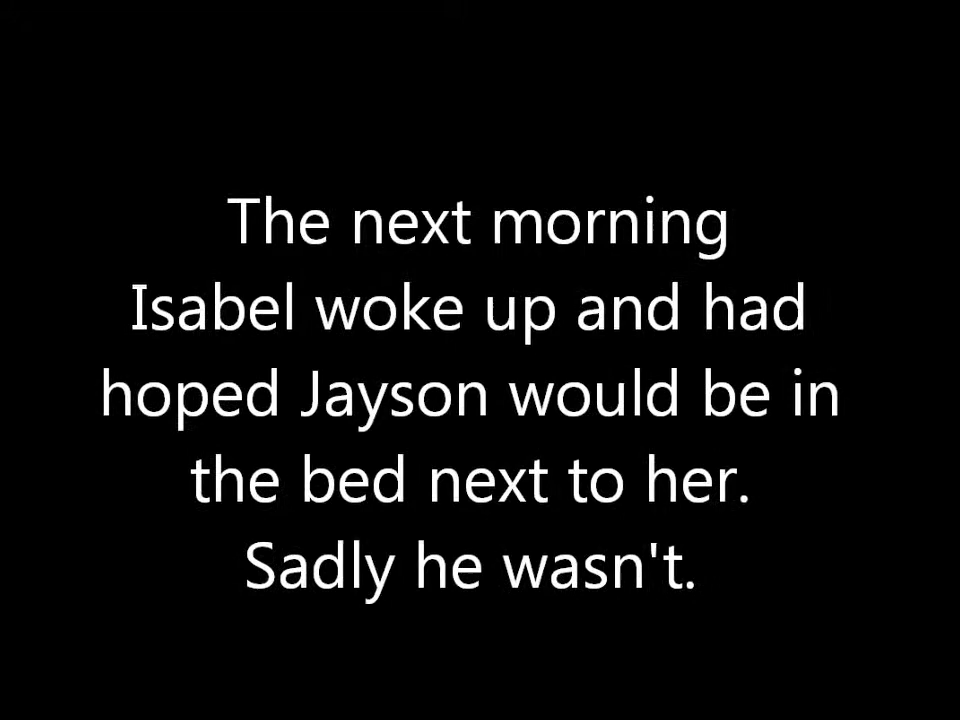 The next morning
Isabel woke up and had
hoped Jayson would be in
the bed next to her.
Sadly he wasn't.